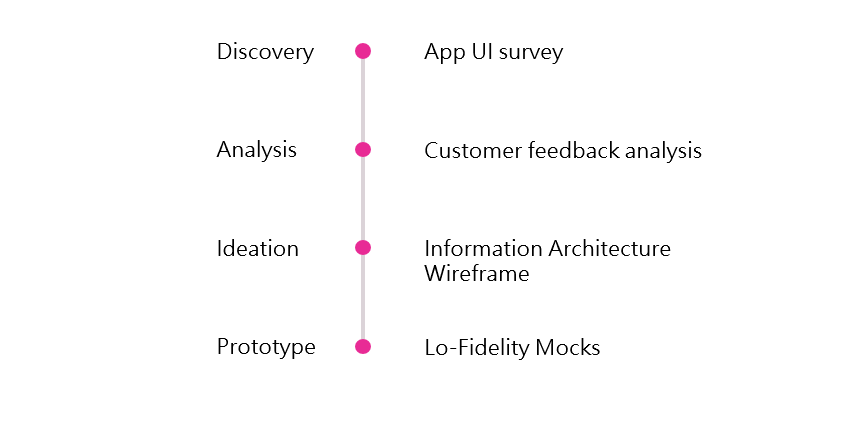 Discovery
App UI survey
Analysis
Customer feedback analysis
Ideation
Information Architecture
Wireframe
Prototype
Lo-Fidelity Mocks